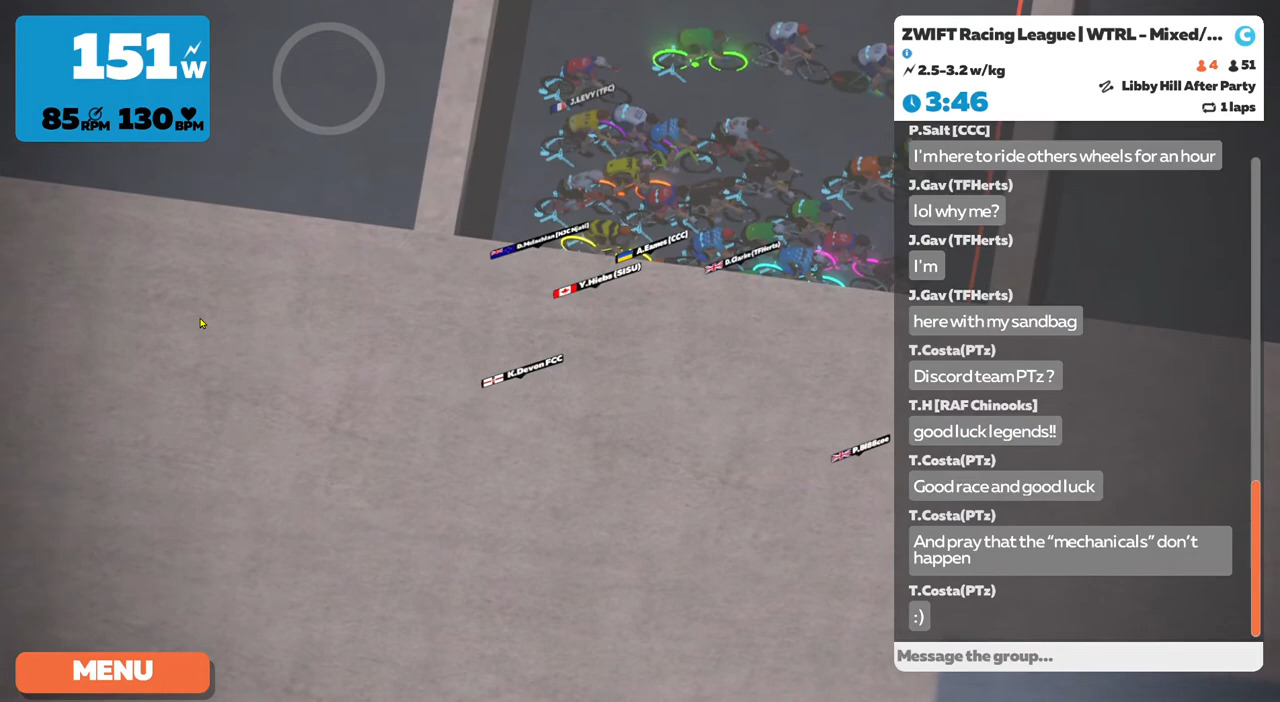 151W
85RPM 130BPM
J.LEVY (TFC)
A.Eames [CCC]
D.Clarke (TFHerts)
Y.Hiebs (SISU)
K.Devon FCC
MENU
ZWIFT Racing League | WTRL - Mixed/...
C
2.5-3.2 w/kg
4 51
Libby Hill After Party
3:46
1 laps
P.Salt [CCC]
I'm here to ride others wheels for an hour
J.Gav (TFHerts)
lol why me?
J.Gav (TFHerts)
I'm
J.Gav (TFHerts)
here with my sandbag
T.Costa(PTz)
Discord team PTz ?
T.H [RAF Chinooks]
good luck legends!!
T.Costa(PTz)
Good race and good luck
T.Costa(PTz)
And pray that the “mechanicals” don’t
happen
T.Costa(PTz)
:)
Message the group...